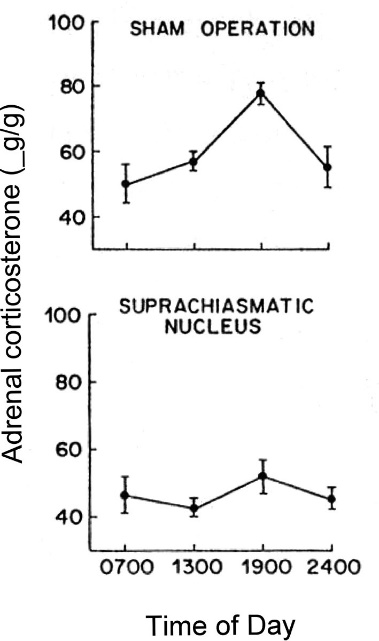 Adrenal corticosterone (_g/g)
SHAM OPERATION
100
80
60
40
SUPRACHIASMATIC
NUCLEUS
100
80
60
40
0700 1300 1900 2400
Time of Day